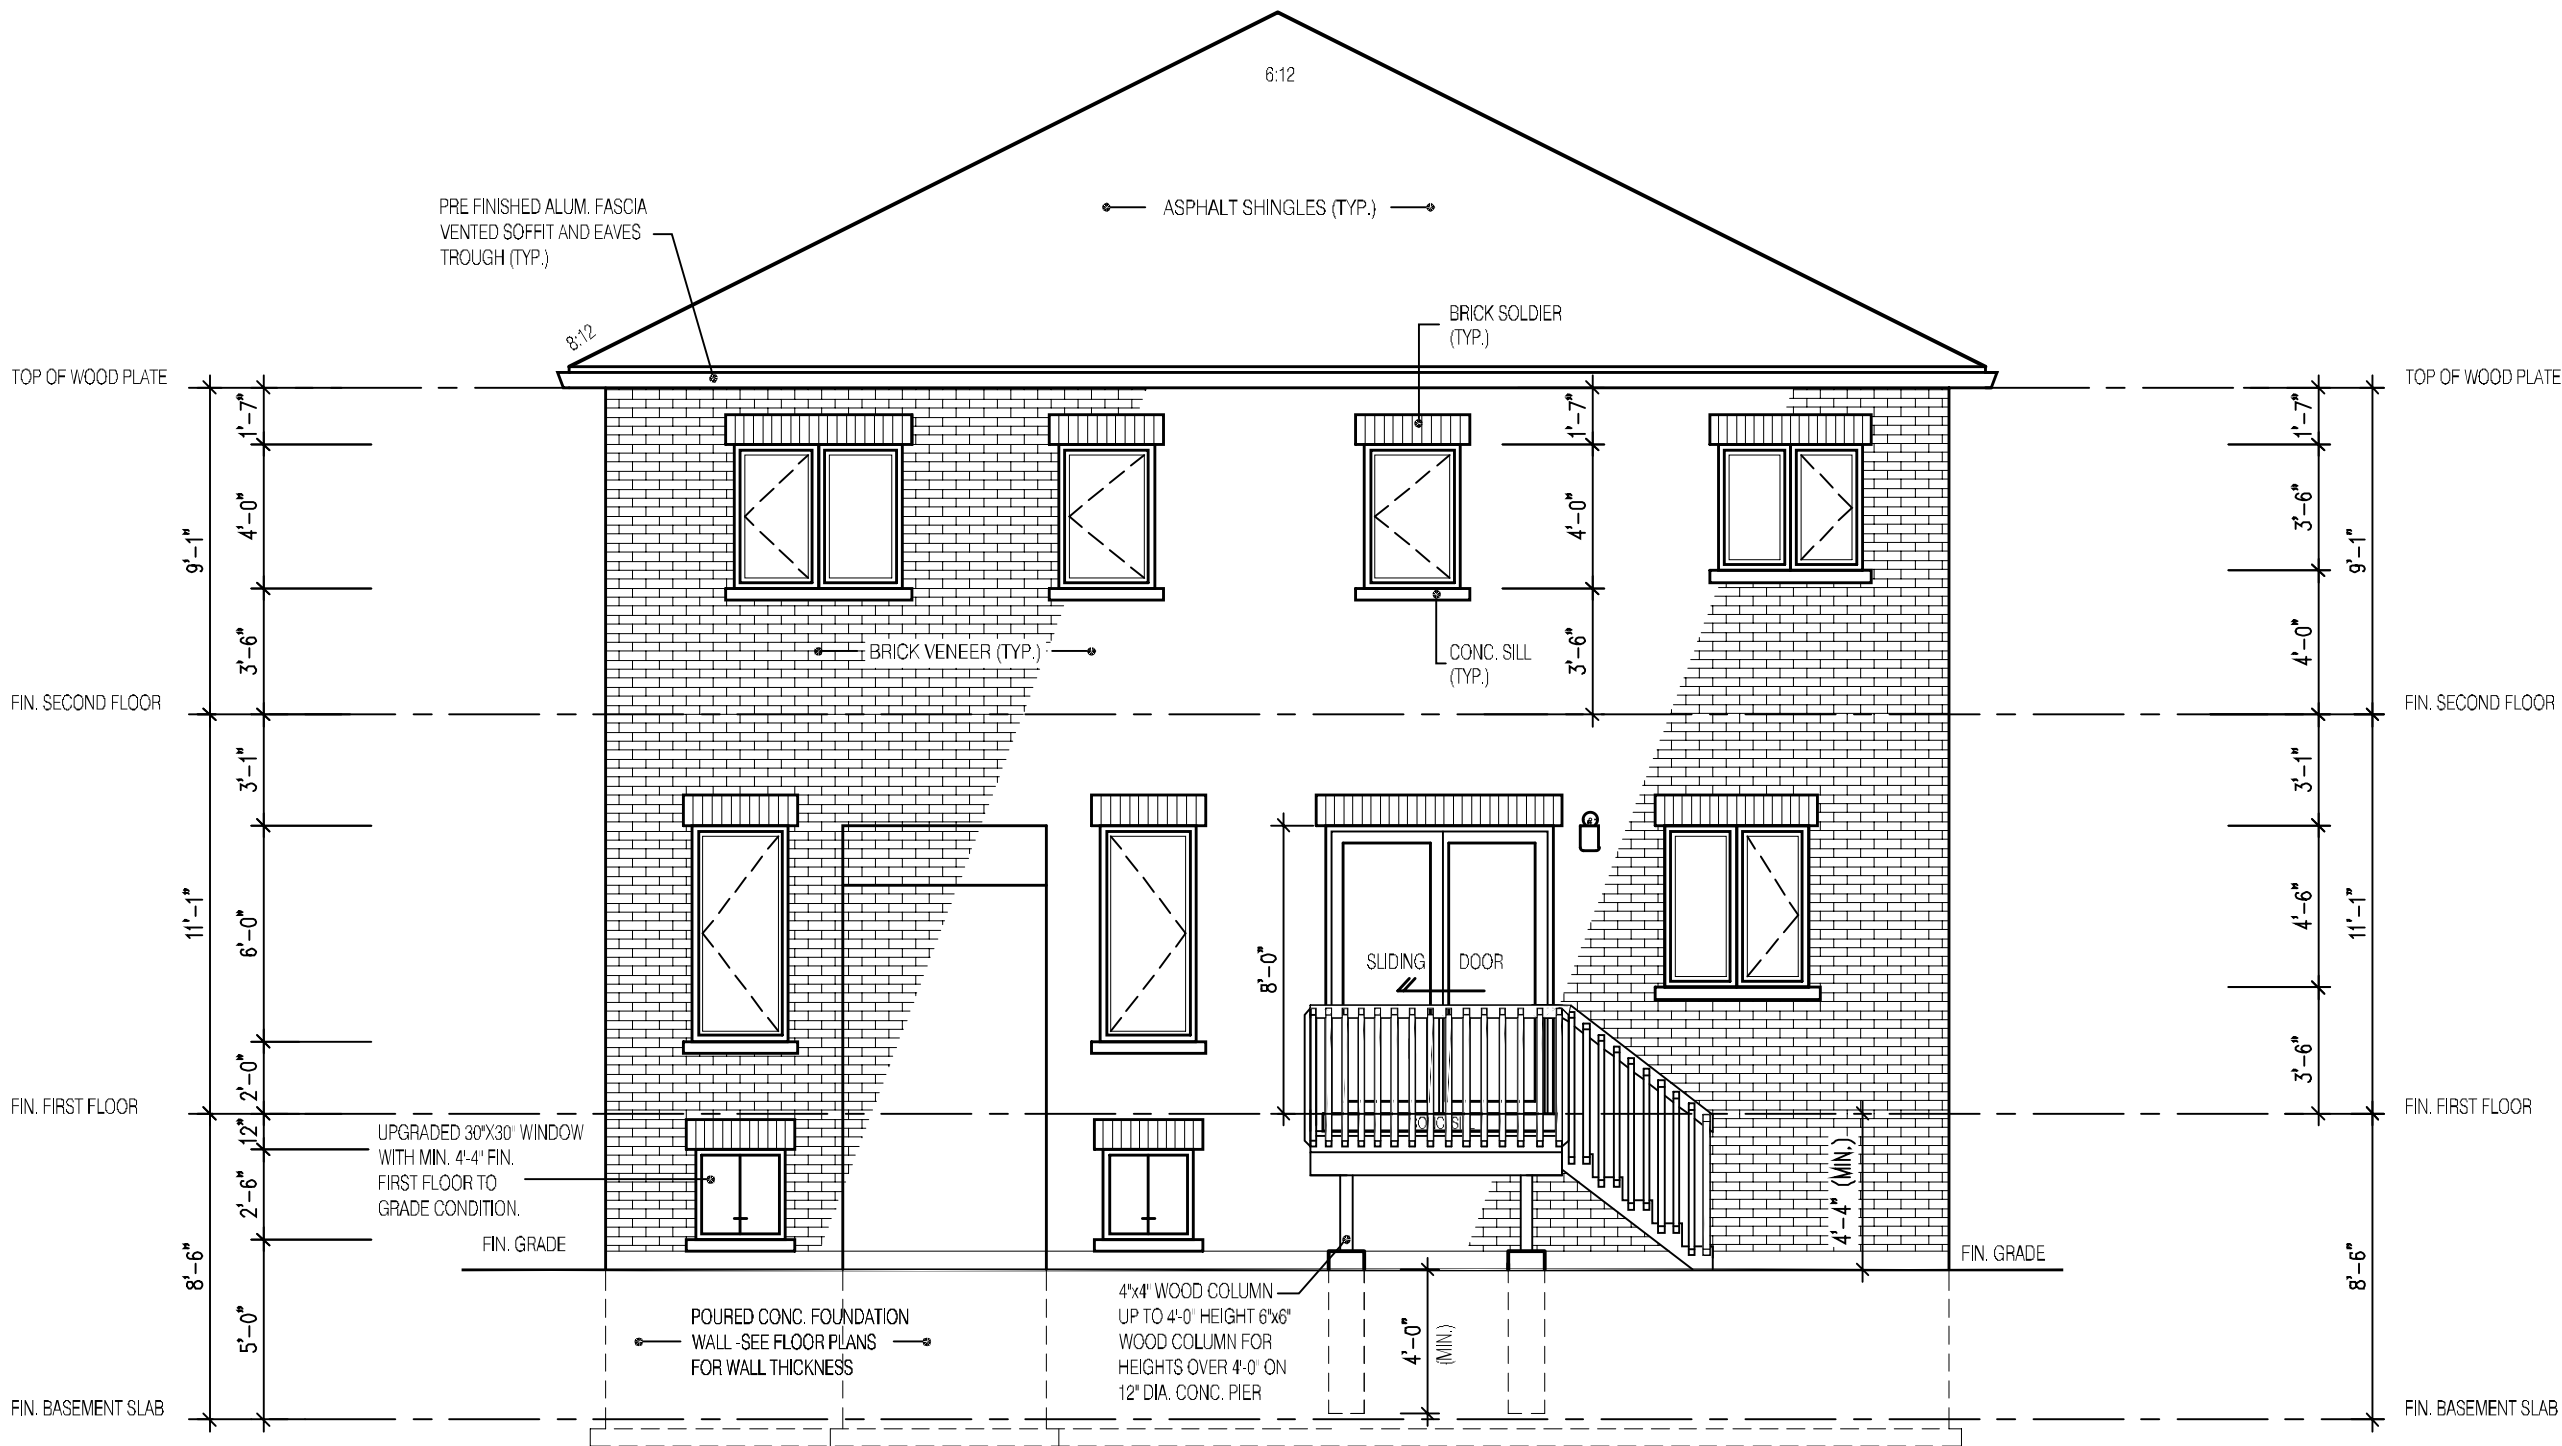 6:12
PRE FINISHED ALUM. FASCIA
VENTED SOFFIT AND EAVES
TROUGH (TYP.)
ASPHALT SHINGLES (TYP.)
BRICK SOLDIER
(TYP.)
8:12
TOP OF WOOD PLATE
TOP OF WOOD PLATE
1'-7"
1'-7"
1'-7"
4'-0"
4'-0"
3'-6"
9'-1"
9'-1"
3'-6"
BRICK VENEER (TYP.)
3'-6"
CONC. SILL
(TYP.)
4'-0"
FIN. SECOND FLOOR
FIN. SECOND FLOOR
3'-1"
3'-1"
11'-1"
6'-0"
8'-0"
SLIDING DOOR
4'-6"
11'-1"
2'-0"
3'-6"
FIN. FIRST FLOOR
FIN. FIRST FLOOR
12"
UPGRADED 30"X30" WINDOW
WITH MIN. 4'-4" FIN.
FIRST FLOOR TO
GRADE CONDITION.
2'-6"
4'-4" (MIN.)
FIN. GRADE
FIN. GRADE
8'-6"
8'-6"
5'-0"
POURED CONC. FOUNDATION
WALL -SEE FLOOR PLANS
FOR WALL THICKNESS
4"x4" WOOD COLUMN
UP TO 4'-0" HEIGHT 6"x6"
WOOD COLUMN FOR
HEIGHTS OVER 4'-0" ON
12" DIA. CONC. PIER
4'-0"
(MIN.)
FIN. BASEMENT SLAB
FIN. BASEMENT SLAB